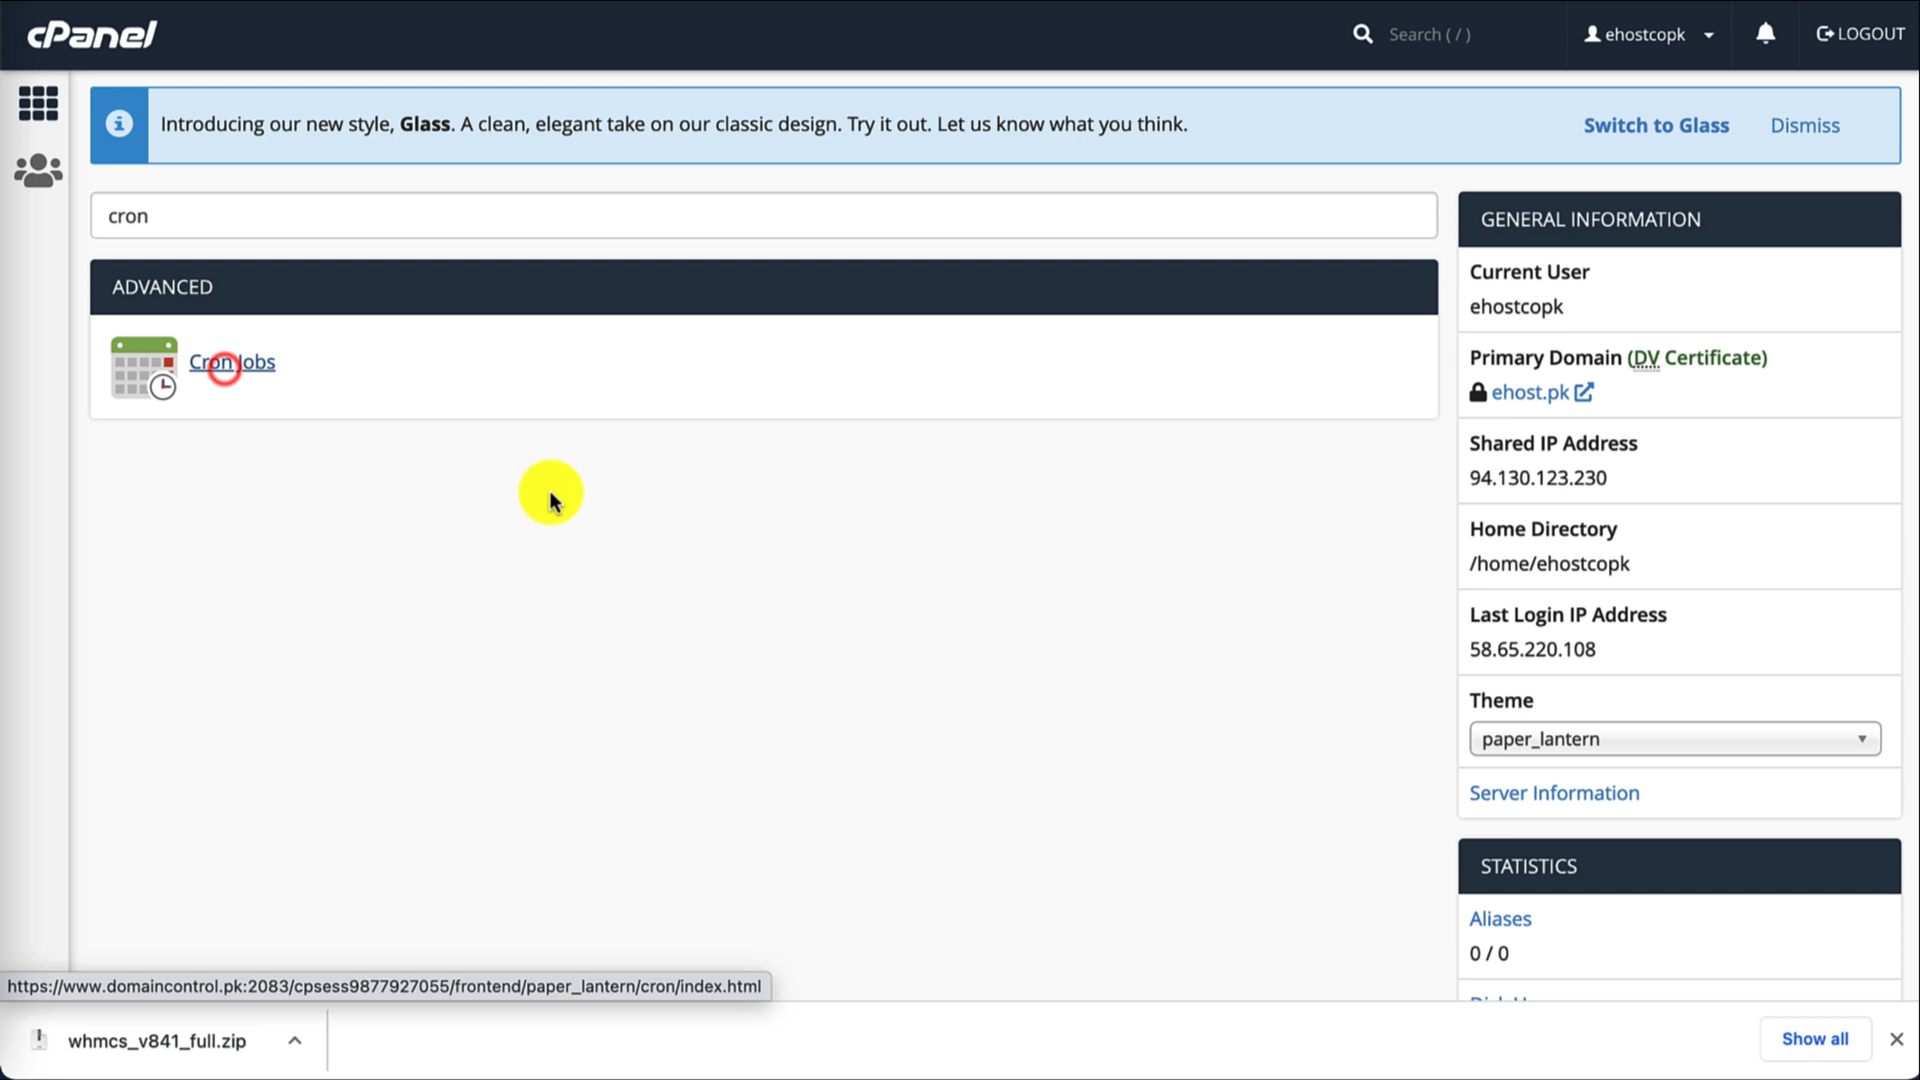 cPanel
Search ( / )
ehostcopk
LOGOUT
Introducing our new style, Glass. A clean, elegant take on our classic design. Try it out. Let us know what you think.
Switch to Glass
Dismiss
cron
ADVANCED
Cron Jobs
GENERAL INFORMATION
Current User
ehostcopk
Primary Domain (DV Certificate)
ehost.pk
Shared IP Address
94.130.123.230
Home Directory
/home/ehostcopk
Last Login IP Address
58.65.220.108
Theme
paper_lantern
Server Information
STATISTICS
Aliases
0 / 0
https://www.domaincontrol.pk:2083/cpsess9877927055/frontend/paper_lantern/cron/index.html
whmcs_v841_full.zip
Show all